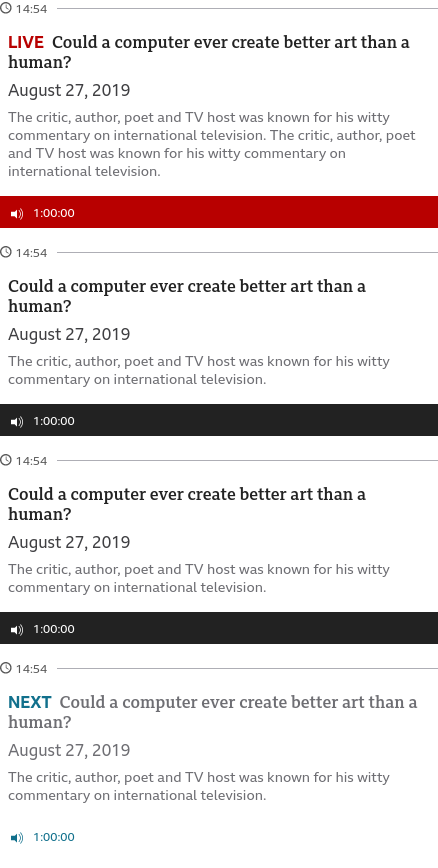 14:54
LIVE Could a computer ever create better art than a
human?
August 27, 2019
The critic, author, poet and TV host was known for his witty
commentary on international television. The critic, author, poet
and TV host was known for his witty commentary on
international television.
1:00:00
14:54
Could a computer ever create better art than a
human?
August 27, 2019
The critic, author, poet and TV host was known for his witty
commentary on international television.
1:00:00
14:54
Could a computer ever create better art than a
human?
August 27, 2019
The critic, author, poet and TV host was known for his witty
commentary on international television.
1:00:00
14:54
NEXT Could a computer ever create better art than a
human?
August 27, 2019
The critic, author, poet and TV host was known for his witty
commentary on international television.
1:00:00